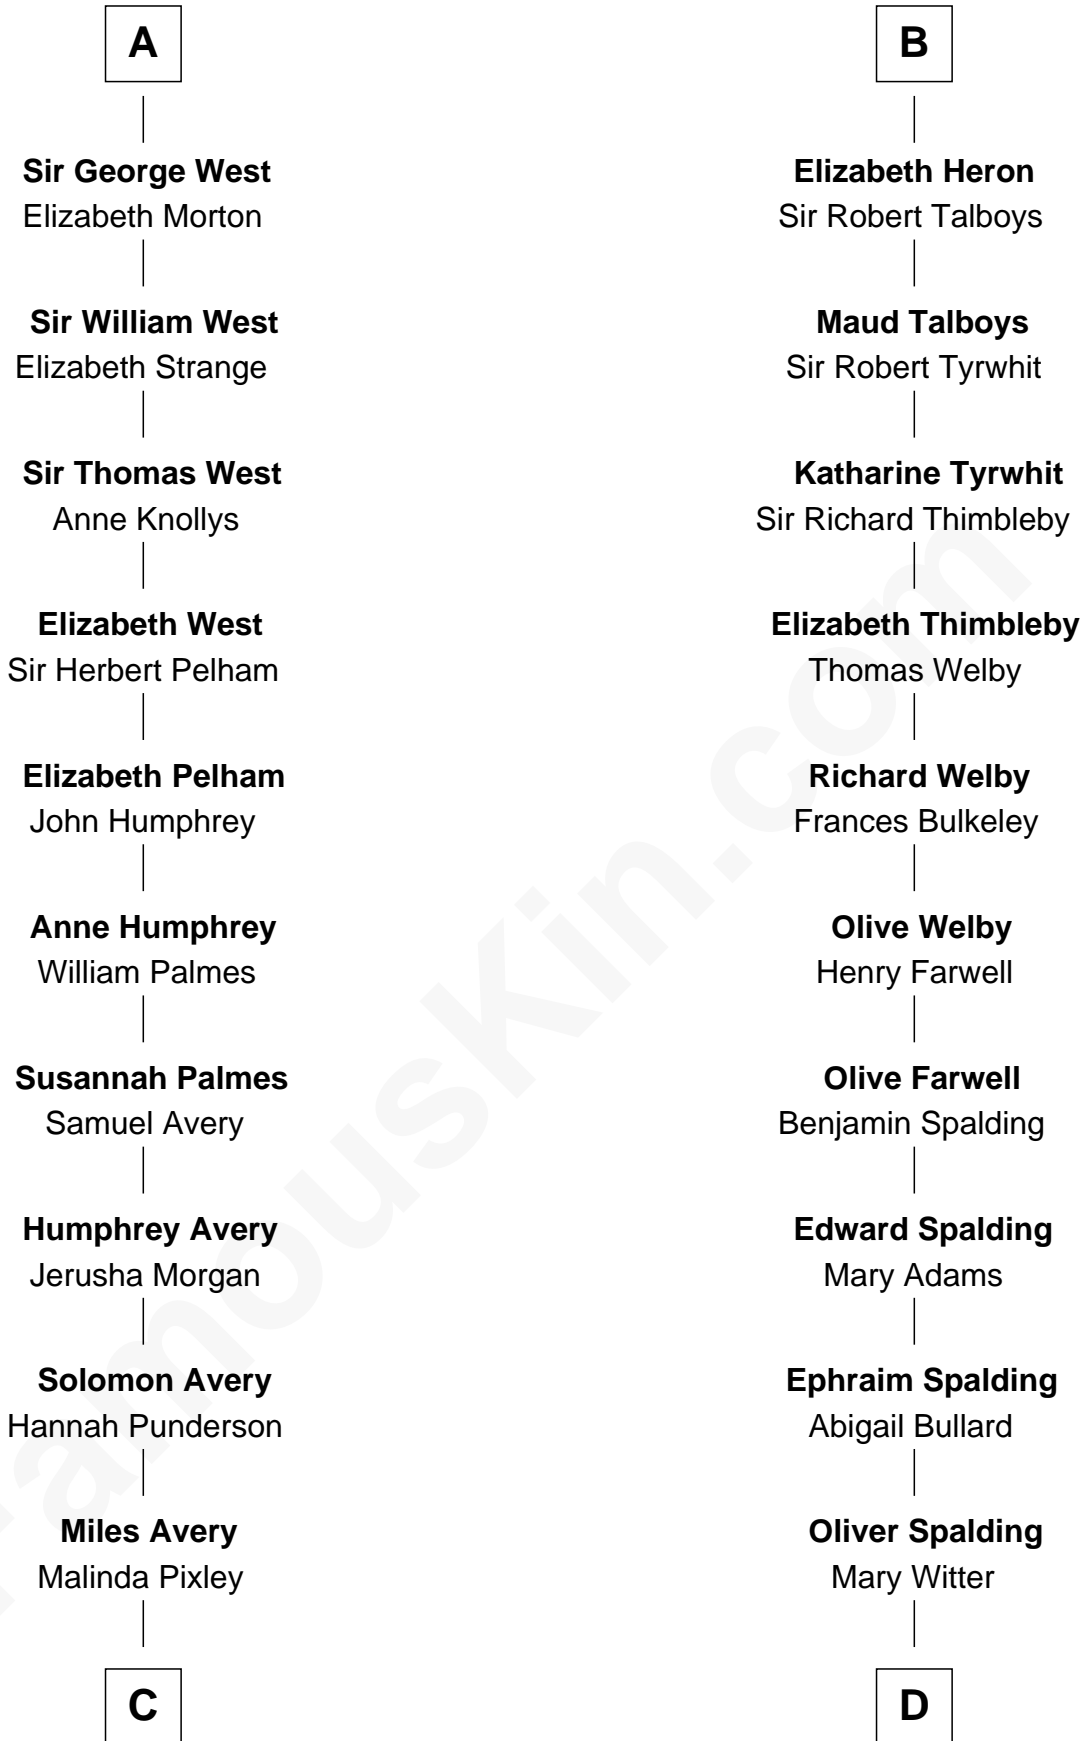 A
Sir George West
Elizabeth Morton
Sir William West
Elizabeth Strange
Sir Thomas West
Anne Knollys
Elizabeth West
Sir Herbert Pelham
Elizabeth Pelham
John Humphrey
Anne Humphrey
William Palmes
Susannah Palmes
Samuel Avery
Humphrey Avery
Jerusha Morgan
Solomon Avery
Hannah Punderson
Miles Avery
Malinda Pixley
C
B
Elizabeth Heron
Sir Robert Talboys
Maud Talboys
Sir Robert Tyrwhit
Katharine Tyrwhit
Sir Richard Thimbleby
Elizabeth Thimbleby
Thomas Welby
Richard Welby
Frances Bulkeley
Olive Welby
Henry Farwell
Olive Farwell
Benjamin Spalding
Edward Spalding
Mary Adams
Ephraim Spalding
Abigail Bullard
Oliver Spalding
Mary Witter
D
FamousKin.com